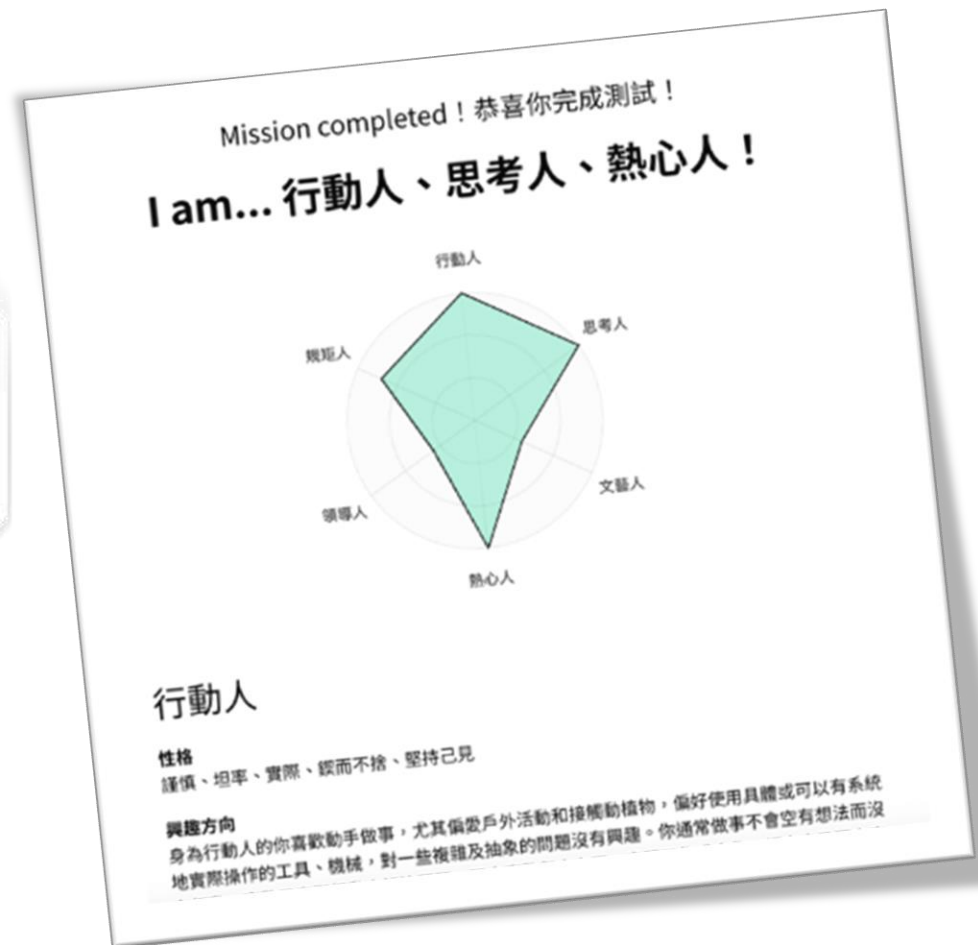 Mission completed！恭喜你完成測試！
I am... 行動人、思考人、熱心人！
行動人
思考人
規矩人
文藝人
領導人
熱心人
行動人
性格
謹慎、坦率、實際、鍥而不捨、堅持己見
興趣方向
身為行動人的你喜歡動手做事，尤其偏愛戶外活動和接觸動植物，偏好使用具體或可以有系統
地實際操作的工具、機械，對一些複雜及抽象的問題沒有興趣。你通常做事不會空有想法而沒